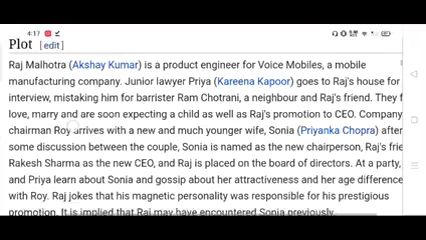 4:17
Plot [edit]
Raj Malhotra (Akshay Kumar) is a product engineer for Voice Mobiles, a mobile
manufacturing company. Junior lawyer Priya (Kareena Kapoor) goes to Raj's house for
interview, mistaking him for barrister Ram Chotrani, a neighbour and Raj's friend. They f
love, marry and are soon expecting a child as well as Raj's promotion to CEO. Company
chairman Roy arrives with a new and much younger wife, Sonia (Priyanka Chopra) after
some discussion between the couple, Sonia is named as the new chairperson, Raj's frie
Rakesh Sharma as the new CEO, and Raj is placed on the board of directors. At a party,
and Priya learn about Sonia and gossip about her attractiveness and her age difference
with Roy. Raj jokes that his magnetic personality was responsible for his prestigious
promotion. It is implied that Raj may have encountered Sonia previously.